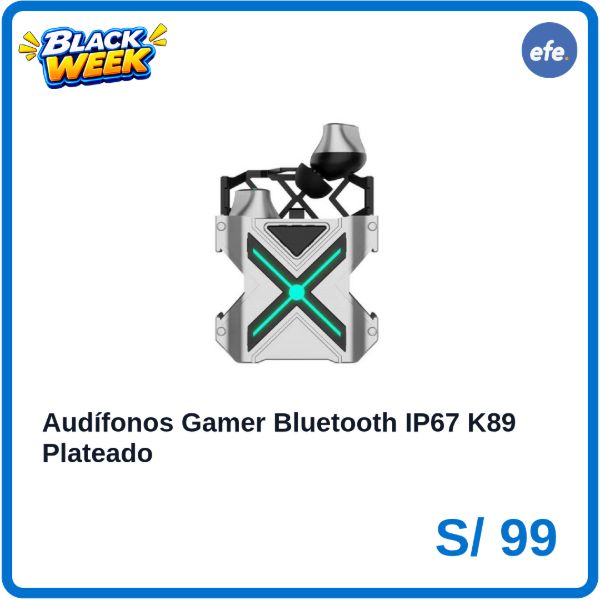 BLACK
WEEK
efe.
Audífonos Gamer Bluetooth IP67 K89
Plateado
S/ 99